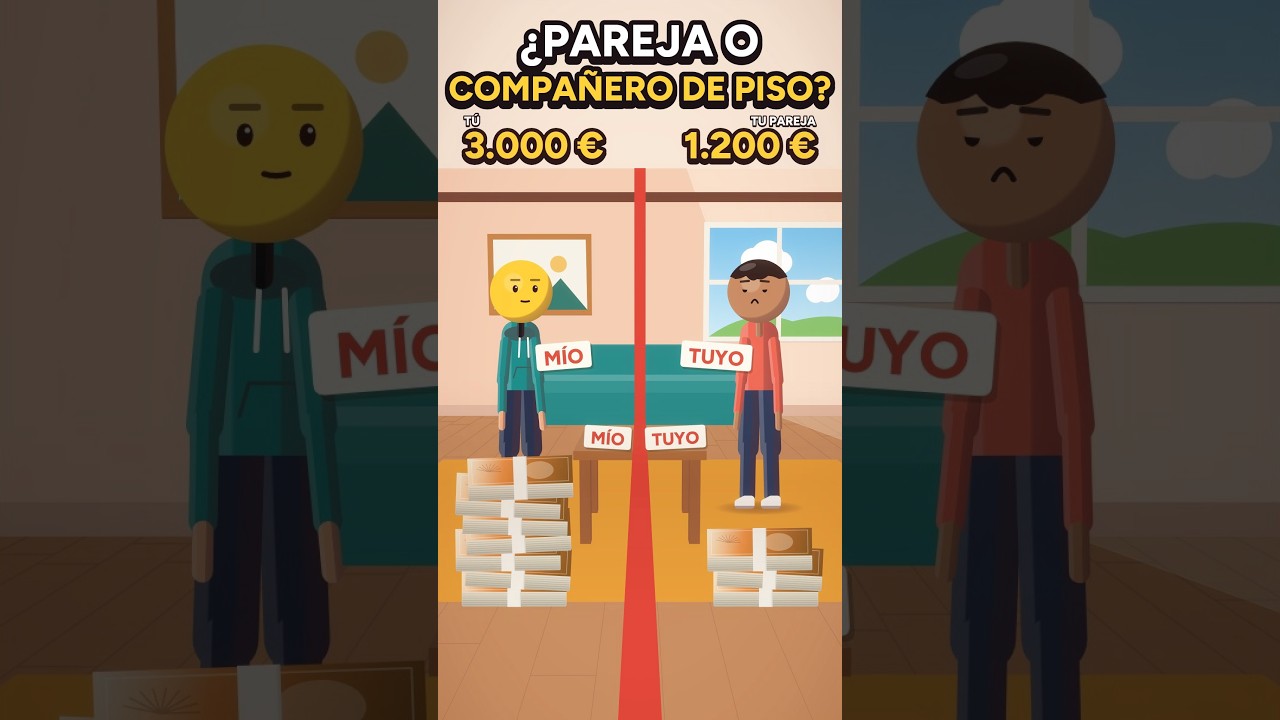 ¿PAREJA O
COMPAÑERO DE PISO?
TÚ
3.000 €
TU PAREJA
1.200 €
MÍO
TUYO
MÍO
TUYO
MÍO
TUYO